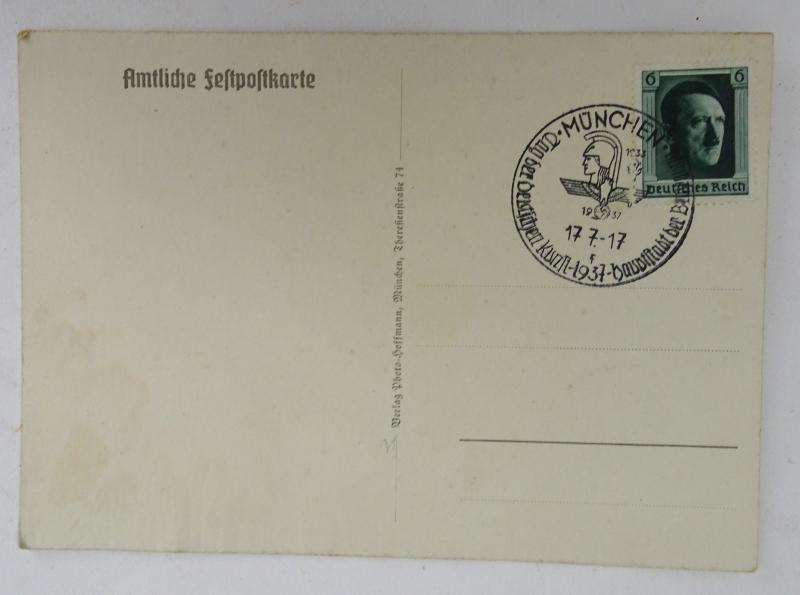 Amtliche Festpostkarte
6 6
Deutsches Reich
· MÜNCHEN ·
Tag der Deutschen Kunst - 1937 - Hauptstadt der
1933
1937
17 7.-17
Verlag Photo-Hoffmann, München, Theresienstraße 74